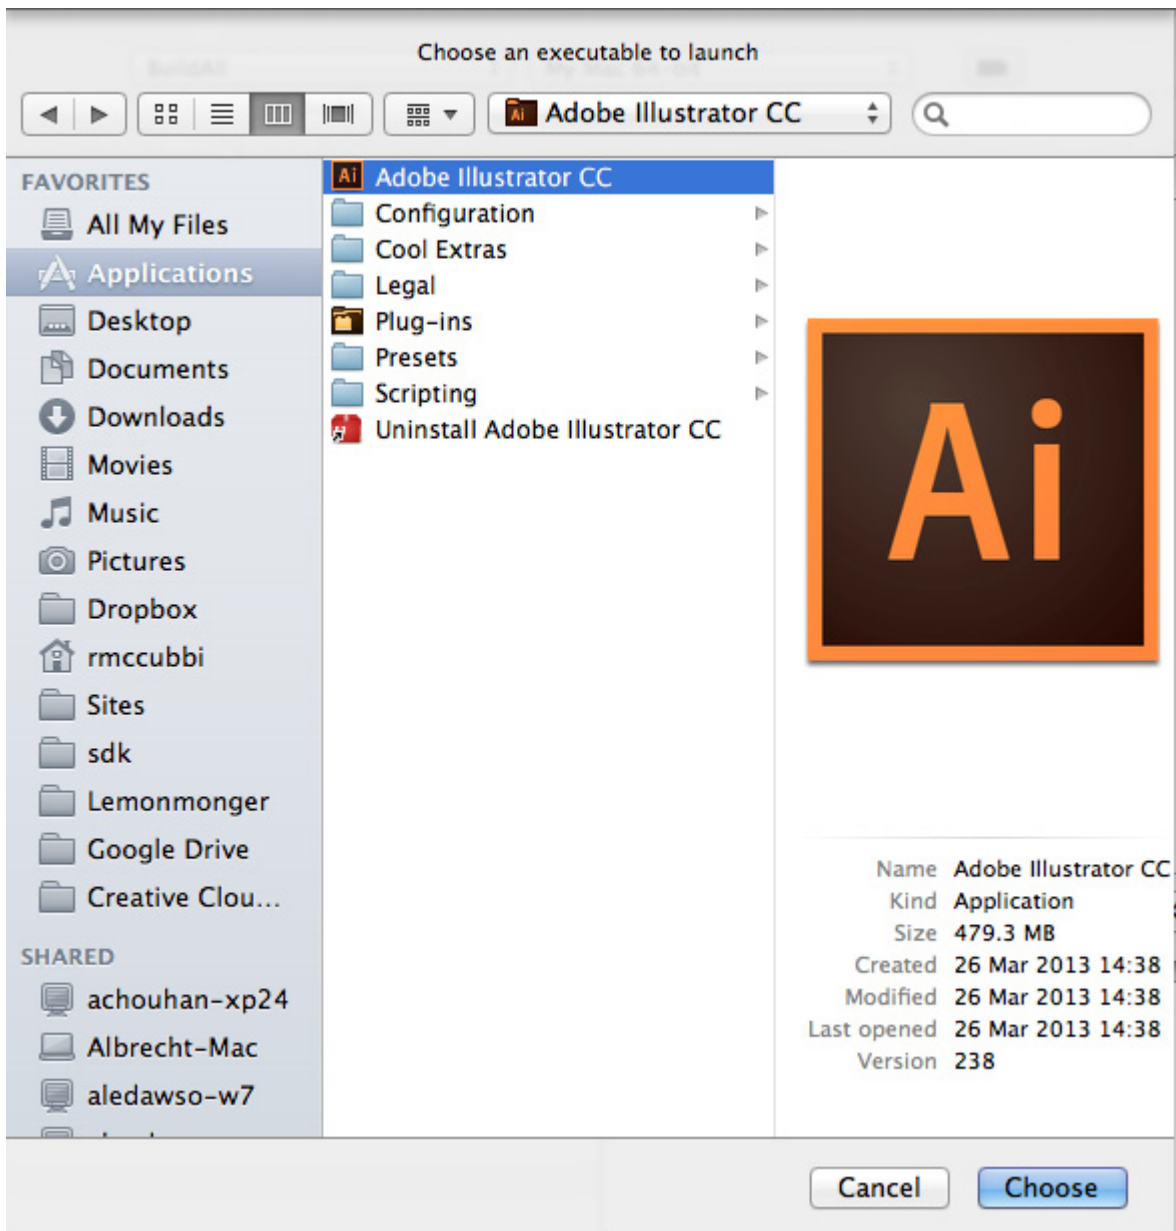 Choose an executable to launch
Adobe Illustrator CC
FAVORITES
All My Files
Applications
Desktop
Documents
Downloads
Movies
Music
Pictures
Dropbox
rmccubbi
Sites
sdk
Lemonmonger
Google Drive
Creative Clou...
SHARED
achouhan-xp24
Albrecht-Mac
aledawso-w7
Ai Adobe Illustrator CC
Configuration
Cool Extras
Legal
Plug-ins
Presets
Scripting
Uninstall Adobe Illustrator CC
Ai
Name Adobe Illustrator CC
Kind Application
Size 479.3 MB
Created 26 Mar 2013 14:38
Modified 26 Mar 2013 14:38
Last opened 26 Mar 2013 14:38
Version 238
Cancel Choose